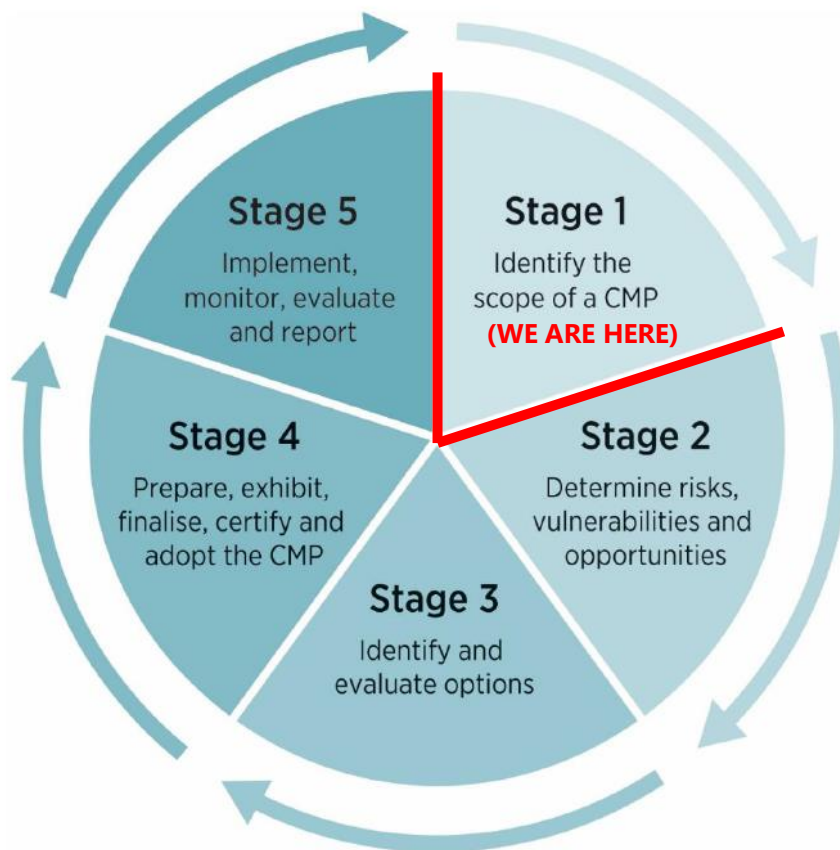 Stage 1
Identify the
scope of a CMP
(WE ARE HERE)
Stage 2
Determine risks,
vulnerabilities and
opportunities
Stage 3
Identify and
evaluate options
Stage 4
Prepare, exhibit,
finalise, certify and
adopt the CMP
Stage 5
Implement,
monitor, evaluate
and report